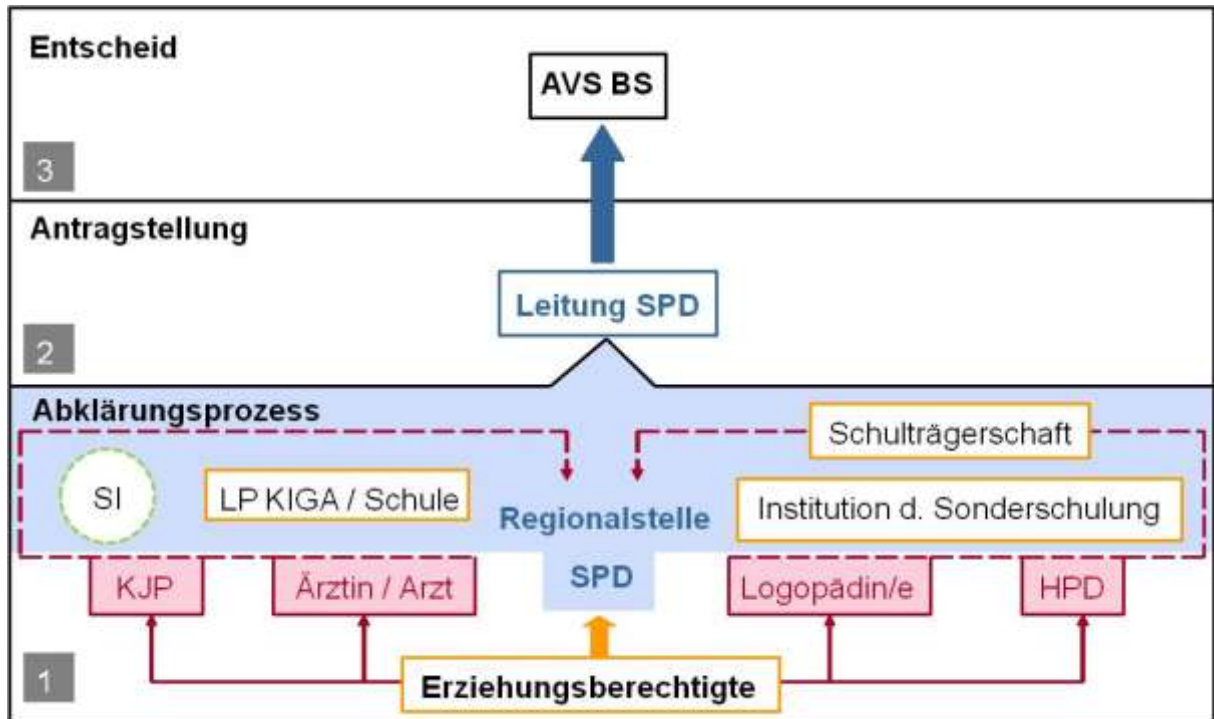 Entscheid
AVS BS
3
Antragstellung
Leitung SPD
2
Abklärungsprozess
Schulträgerschaft
SI
LP KIGA / Schule
Regionalstelle
Institution d. Sonderschulung
KJP
Ärztin / Arzt
SPD
Logopädin/e
HPD
1
Erziehungsberechtigte